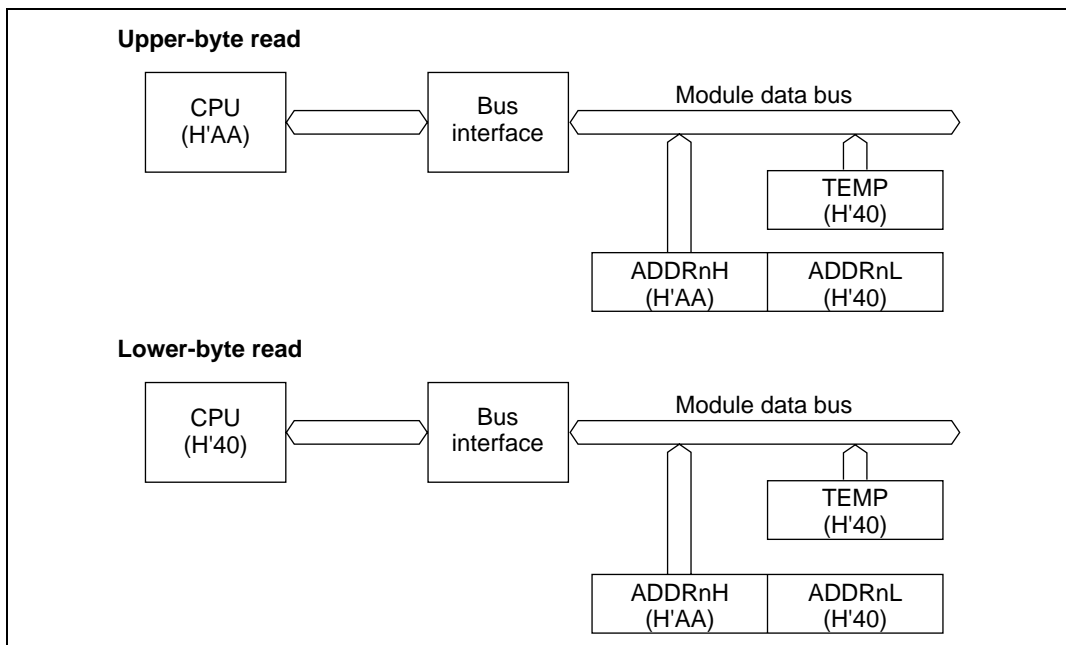 Upper-byte read
CPU
(H'AA)
Bus
interface
Module data bus
TEMP
(H'40)
ADDRnH
(H'AA)
ADDRnL
(H'40)
Lower-byte read
CPU
(H'40)
Bus
interface
Module data bus
TEMP
(H'40)
ADDRnH
(H'AA)
ADDRnL
(H'40)